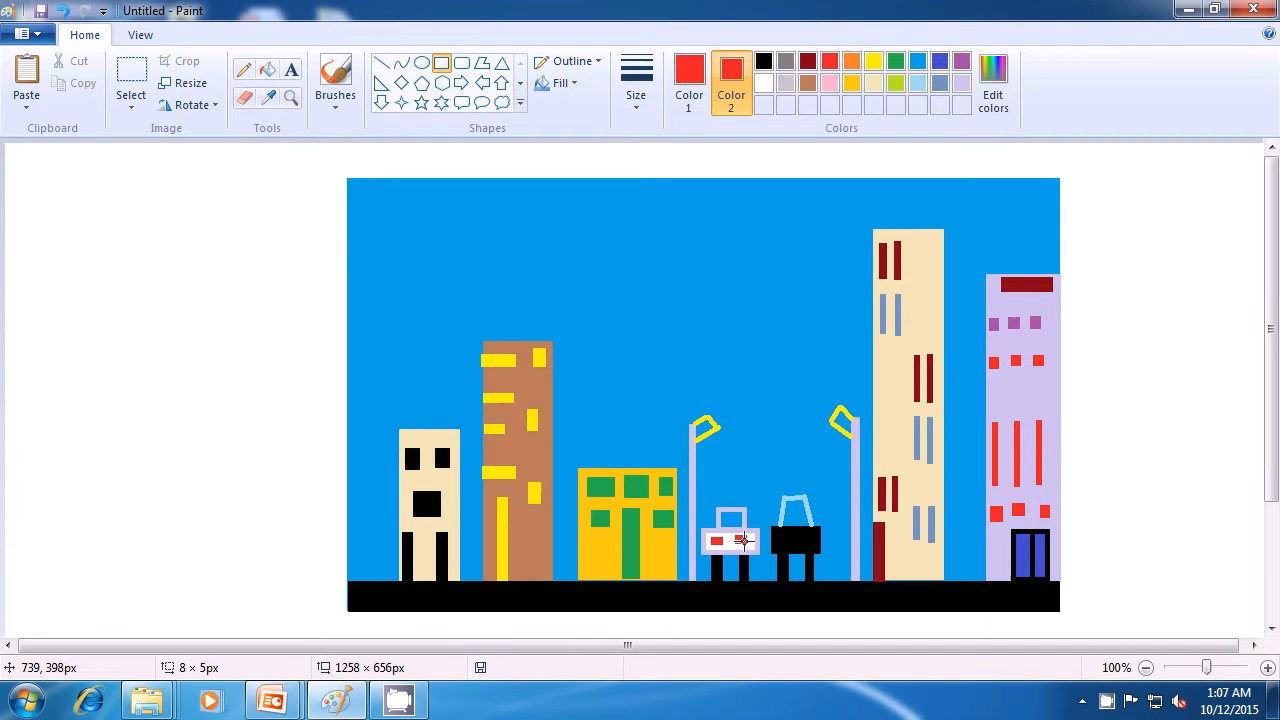 Untitled - Paint
Home View
Paste
Cut
Copy
Clipboard
Select
Crop
Resize
Rotate
Image
A
Tools
Brushes
Outline
Fill
Shapes
Size
Color 1
Color 2
Edit colors
Colors
739, 398px
8 × 5px
1258 × 656px
100%
1:07 AM
10/12/2015